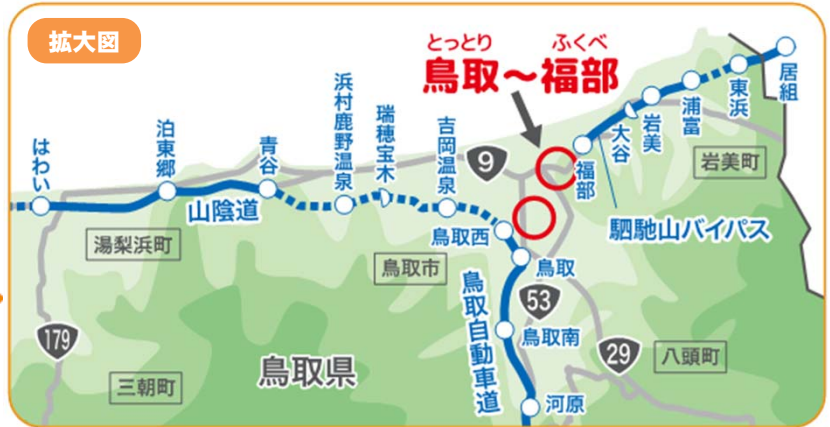 拡大図
とっとり ふくべ
鳥取～福部
居組
東浜
浦富
岩美
大谷
福部
岩美町
駟馳山バイパス
9
はわい
泊東郷
青谷
浜村鹿野温泉
瑞穂宝木
吉岡温泉
山陰道
鳥取西
湯梨浜町
鳥取市
鳥取
53
鳥取自動車道
鳥取南
179
29
八頭町
鳥取県
三朝町
河原